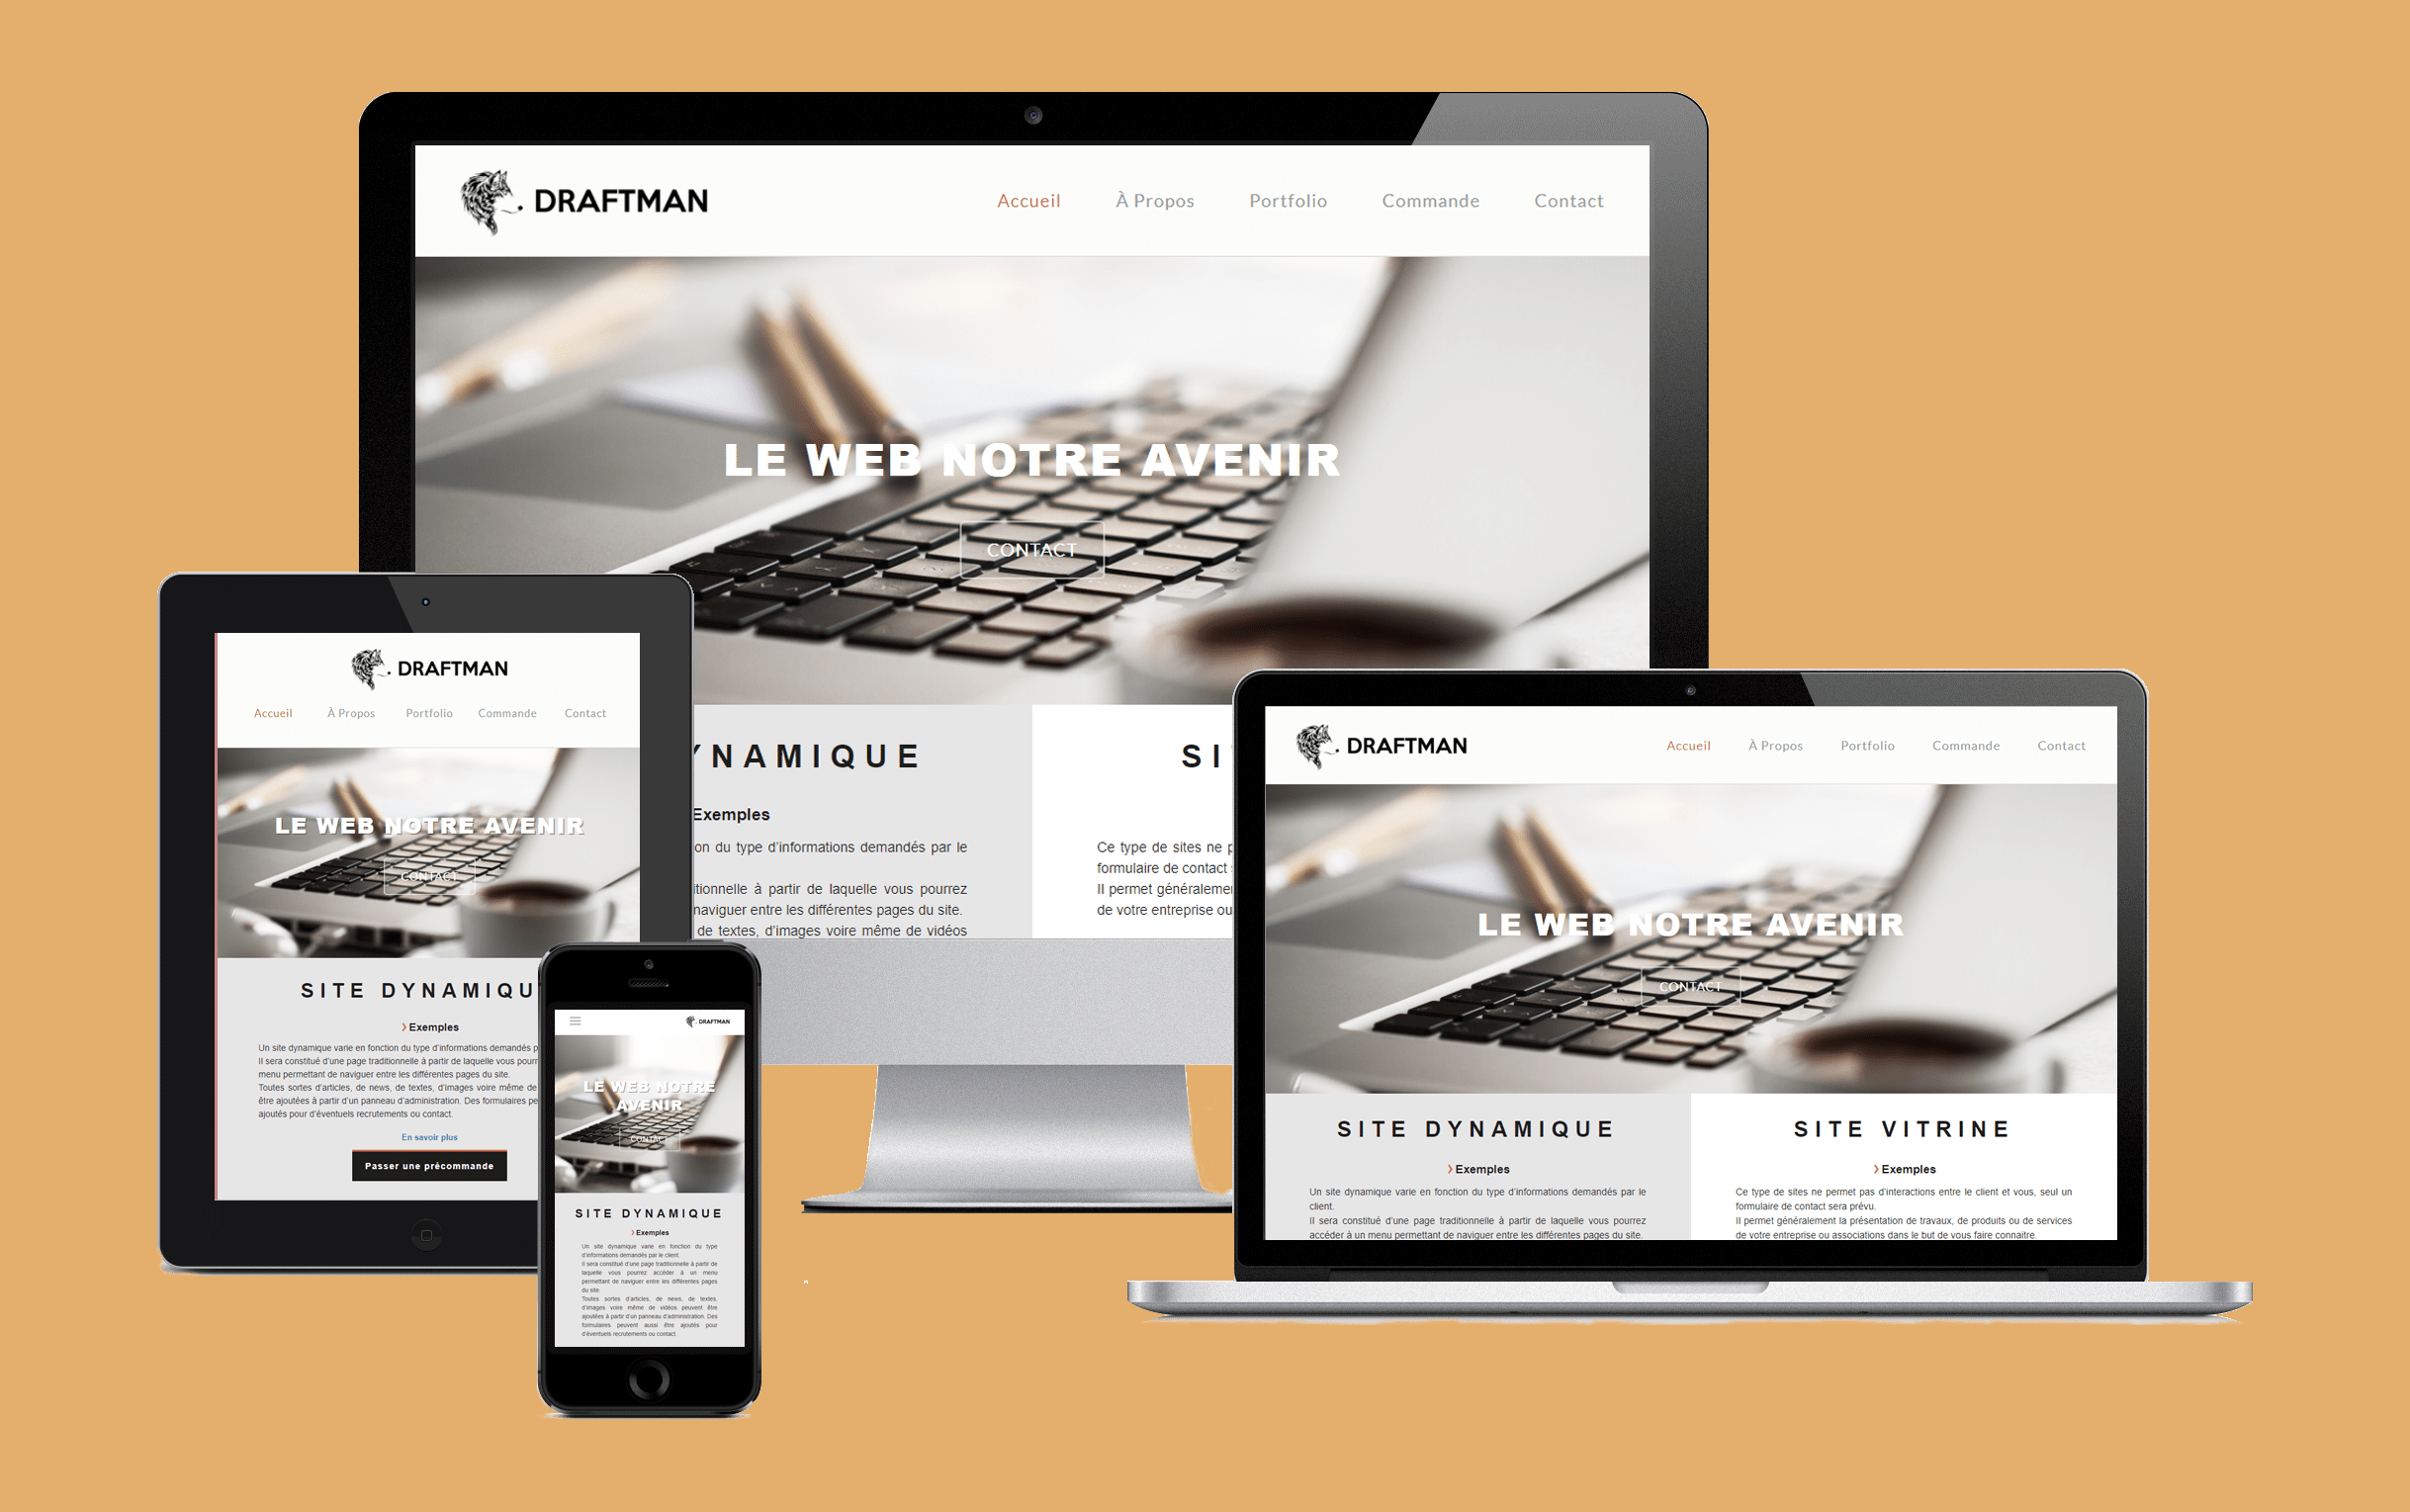 DRAFTMAN
Accueil À Propos Portfolio Commande Contact
LE WEB NOTRE AVENIR
CONTACT
YNAMIQUE
Exemples
on du type d’informations demandés par le
itionnelle à partir de laquelle vous pourrez
naviguer entre les différentes pages du site.
de textes, d’images voire même de vidéos
SI
Ce type de sites ne p
formulaire de contact
Il permet généralemen
de votre entreprise ou
DRAFTMAN
Accueil À Propos Portfolio Commande Contact
LE WEB NOTRE AVENIR
CONTACT
SITE DYNAMIQU
Exemples
Un site dynamique varie en fonction du type d’informations demandés p
Il sera constitué d’une page traditionnelle à partir de laquelle vous pourr
menu permettant de naviguer entre les différentes pages du site.
Toutes sortes d’articles, de news, de textes, d’images voire même de
être ajoutées à partir d’un panneau d’administration. Des formulaires pe
ajoutés pour d’éventuels recrutements ou contact.
En savoir plus
Passer une précommande
DRAFTMAN
LE WEB NOTRE
AVENIR
CONTACT
SITE DYNAMIQUE
Exemples
Un site dynamique varie en fonction du type
d’informations demandés par le client.
Il sera constitué d’une page traditionnelle à partir de
laquelle vous pourrez accéder à un menu
permettant de naviguer entre les différentes pages
du site.
Toutes sortes d’articles, de news, de textes,
d’images voire même de vidéos peuvent être
ajoutées à partir d’un panneau d’administration. Des
formulaires peuvent aussi être ajoutés pour
d’éventuels recrutements ou contact.
DRAFTMAN
Accueil À Propos Portfolio Commande Contact
LE WEB NOTRE AVENIR
CONTACT
SITE DYNAMIQUE
Exemples
Un site dynamique varie en fonction du type d’informations demandés par le
client.
Il sera constitué d’une page traditionnelle à partir de laquelle vous pourrez
accéder à un menu permettant de naviguer entre les différentes pages du site.
SITE VITRINE
Exemples
Ce type de sites ne permet pas d’interactions entre le client et vous, seul un
formulaire de contact sera prévu.
Il permet généralement la présentation de travaux, de produits ou de services
de votre entreprise ou associations dans le but de vous faire connaitre.